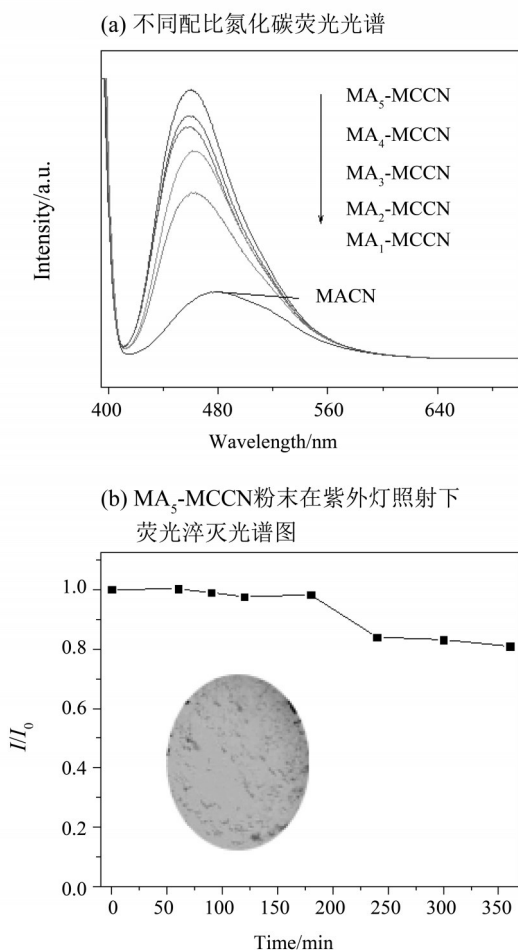 (a) 不同配比氮化碳荧光光谱
Intensity/a.u.
MA₅-MCCN
MA₄-MCCN
MA₃-MCCN
MA₂-MCCN
MA₁-MCCN
MACN
400 480 560 640
Wavelength/nm
(b) MA₅-MCCN粉末在紫外灯照射下
荧光淬灭光谱图
I/I₀
1.0
0.8
0.6
0.4
0.2
0.0
0 50 100 150 200 250 300 350
Time/min